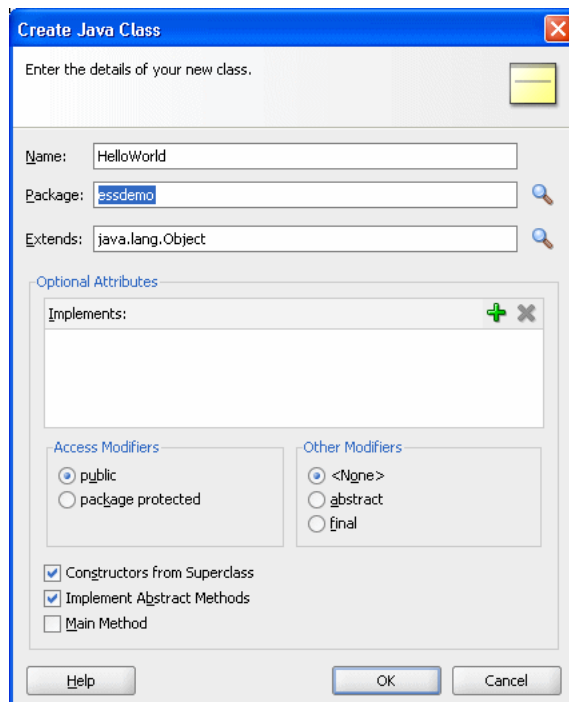 Create Java Class
Enter the details of your new class.
Name: HelloWorld
Package: essdemo
Extends: java.lang.Object
Optional Attributes
Implements:
Access Modifiers
public
package protected
Other Modifiers
<None>
abstract
final
Constructors from Superclass
Implement Abstract Methods
Main Method
Help OK Cancel